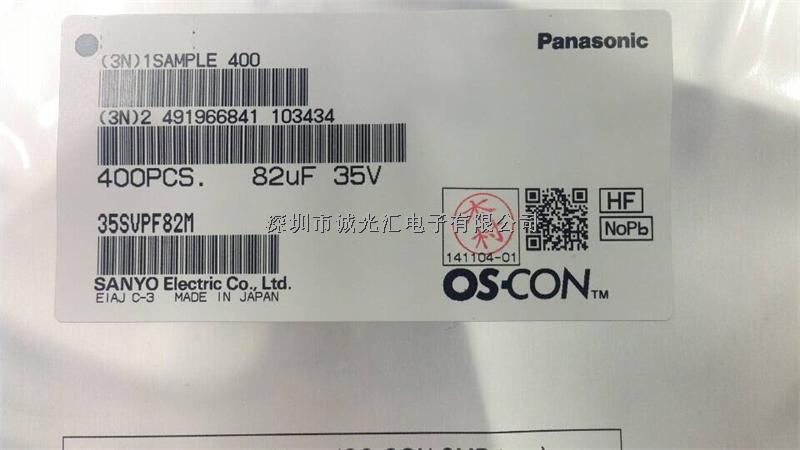 Panasonic
(3N)1SAMPLE 400
(3N)2 491966841 103434
400PCS. 82uF 35V
35SVPF82M
深圳市诚光汇电子有限公司
HF
NoPb
141104-01
SANYO Electric Co., Ltd.
EIAJ C-3 MADE IN JAPAN
OS-CON™